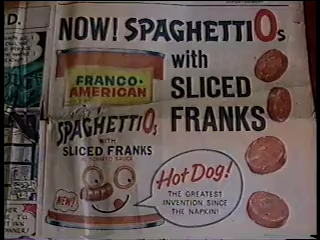 D.
NOW! SPAGHETTIOs
with
SLICED
FRANKS
FRANCO-
AMERICAN
SPAGHETTIOs
WITH
SLICED FRANKS
IN TOMATO SAUCE
NEW!
Hot Dog!
THE GREATEST
INVENTION SINCE
THE NAPKIN!